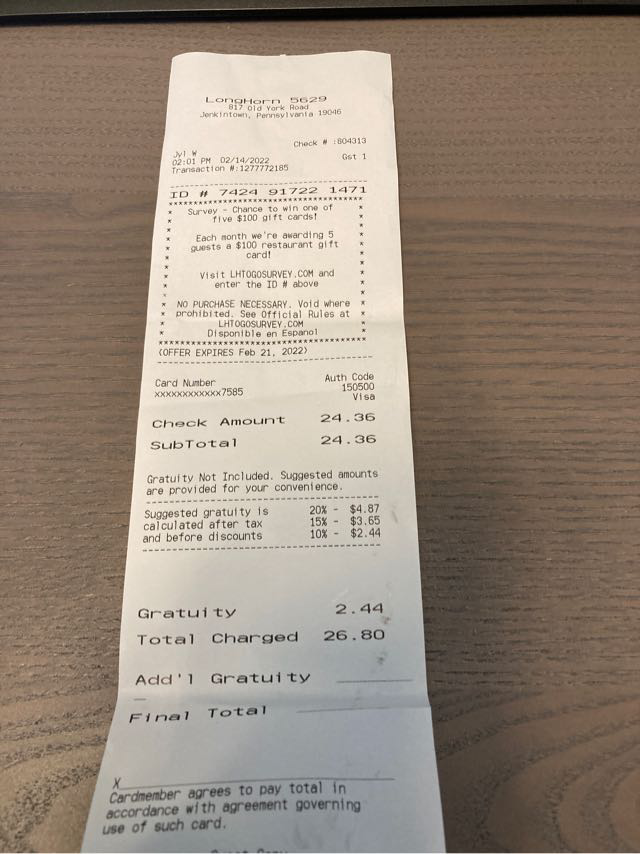 LongHorn 5629
817 Old York Road
Jenkintown, Pennsylvania 19046
Check # :804313
Jyl W
02:01 PM 02/14/2022 Gst 1
Transaction #:1277772185
ID # 7424 91722 1471
Survey - Chance to win one of
five $100 gift cards!
Each month we're awarding 5
guests a $100 restaurant gift
card!
Visit LHTOGOSURVEY.COM and
enter the ID # above
NO PURCHASE NECESSARY. Void where
prohibited. See Official Rules at
LHTOGOSURVEY.COM
Disponible en Espanol
(OFFER EXPIRES Feb 21, 2022)
Card Number Auth Code
xxxxxxxxxxxx7585 150500
Visa
Check Amount 24.36
SubTotal 24.36
Gratuity Not Included. Suggested amounts
are provided for your convenience.
Suggested gratuity is 20% - $4.87
calculated after tax 15% - $3.65
and before discounts 10% - $2.44
Gratuity 2.44
Total Charged 26.80
Add'l Gratuity
Final Total
X
Cardmember agrees to pay total in
accordance with agreement governing
use of such card.